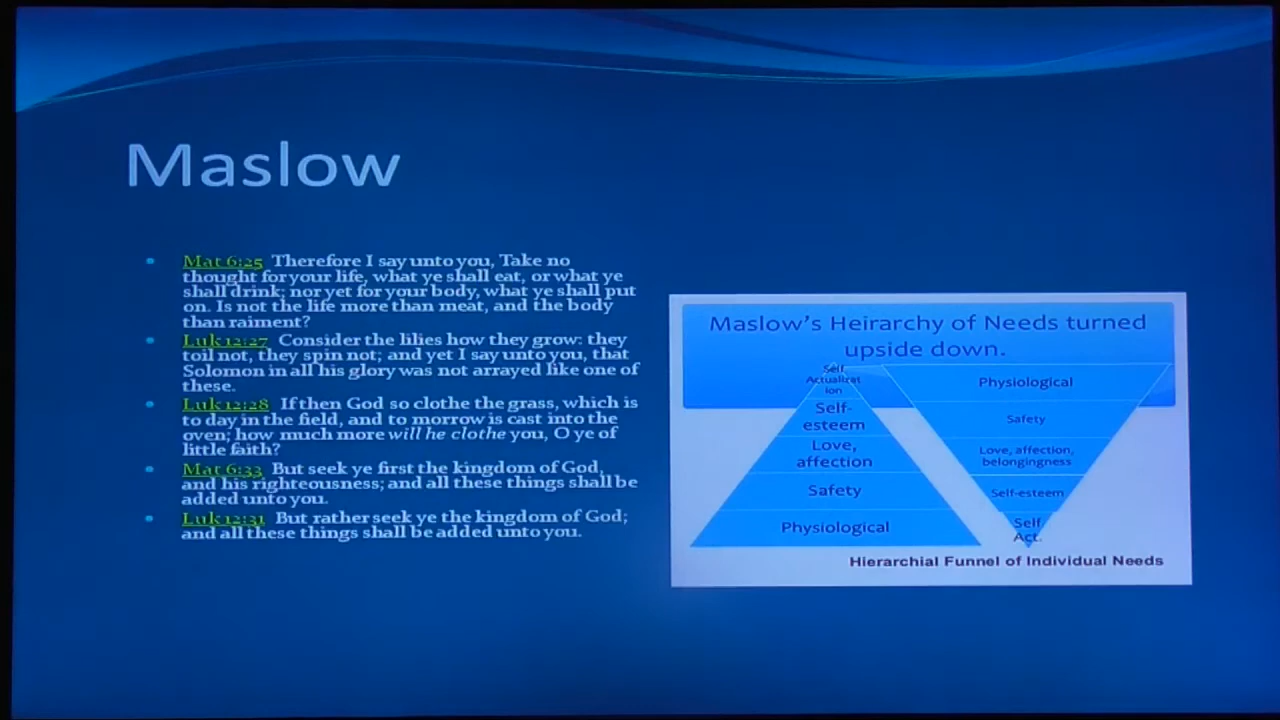 Maslow
Mat 6:25 Therefore I say unto you, Take no
thought for your life, what ye shall eat, or what ye
shall drink; nor yet for your body, what ye shall put
on. Is not the life more than meat, and the body
than raiment?
Luk 12:27 Consider the lilies how they grow: they
toil not, they spin not; and yet I say unto you, that
Solomon in all his glory was not arrayed like one of
these.
Luk 12:28 If then God so clothe the grass, which is
to day in the field, and to morrow is cast into the
oven; how much more will he clothe you, O ye of
little faith?
Mat 6:33 But seek ye first the kingdom of God,
and his righteousness; and all these things shall be
added unto you.
Luk 12:31 But rather seek ye the kingdom of God;
and all these things shall be added unto you.
Maslow's Heirarchy of Needs turned
upside down.
Self
Actualizat
ion
Self-
esteem
Love,
affection
Safety
Physiological
Physiological
Safety
Love, affection,
belongingness
Self-esteem
Self
Act.
Hierarchial Funnel of Individual Needs